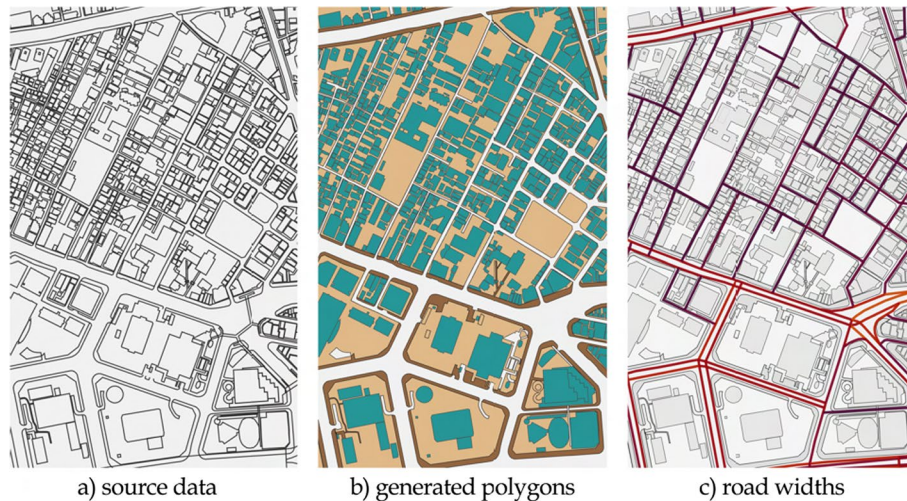 a) source data
b) generated polygons
c) road widths